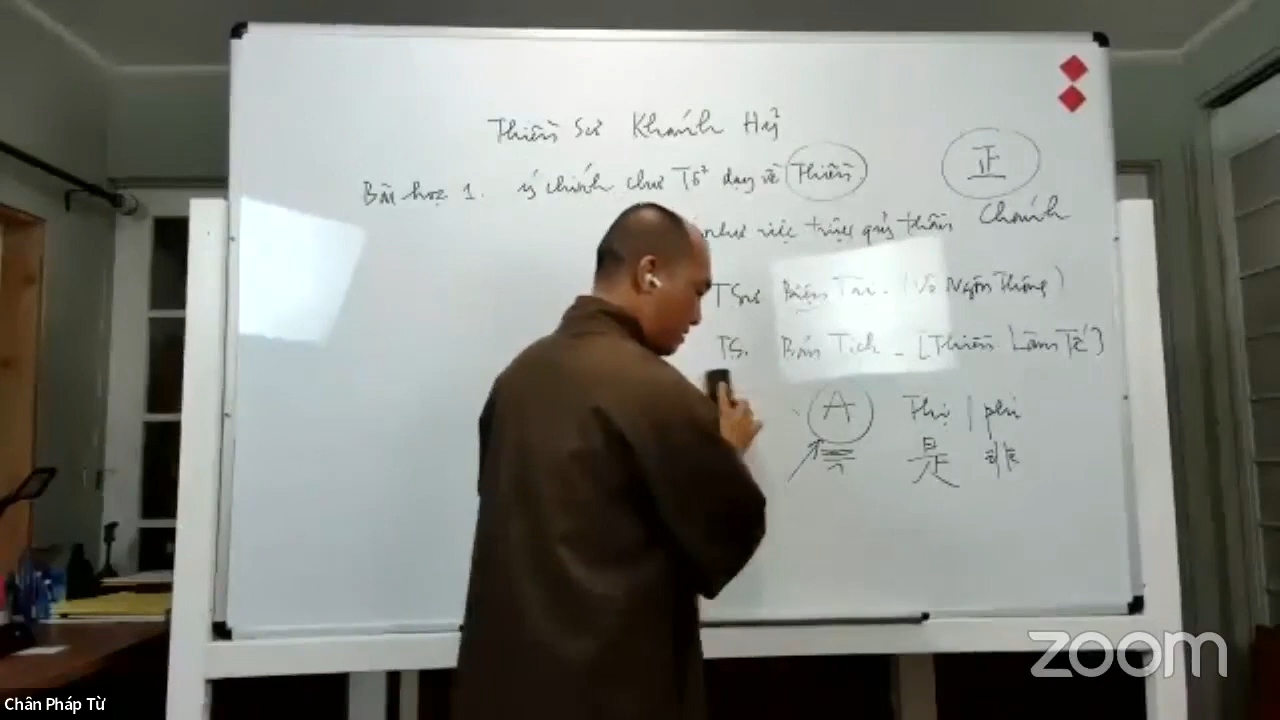 Thiền Sư Khánh Hỷ
Bài học 1. ý chính chư Tổ dạy về Thiền
正
như việc trục quỷ thần
Chánh
TSư Biện Tài - (Vô Ngôn Thông)
TS. Bản Tịch - [Thiền Lâm Tế]
A Thị | phi
是 非
zoom
Chân Pháp Từ